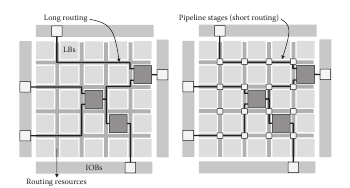 Long routing
Pipeline stages (short routing)
LBs
IOBs
Routing resources